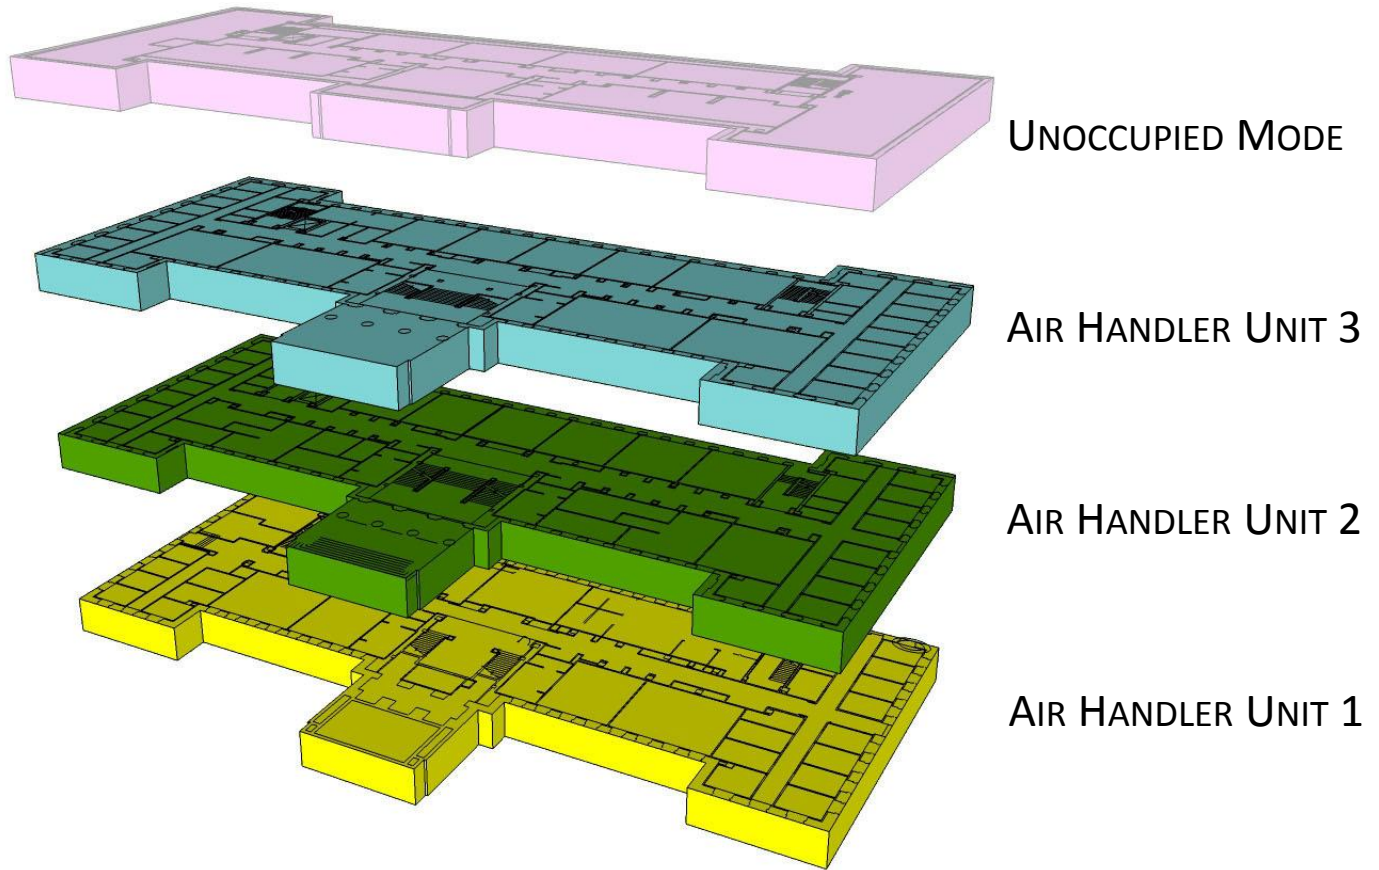 Unoccupied Mode
Air Handler Unit 3
Air Handler Unit 2
Air Handler Unit 1